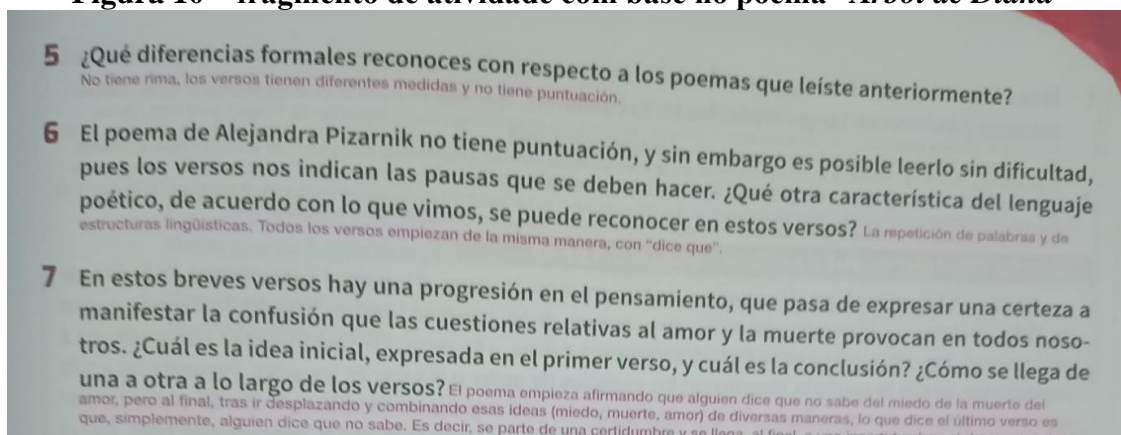 Figura 10 – fragmento de atividade com base no poema "Árbol de Diana"
5 ¿Qué diferencias formales reconoces con respecto a los poemas que leíste anteriormente?
No tiene rima, los versos tienen diferentes medidas y no tiene puntuación.
6 El poema de Alejandra Pizarnik no tiene puntuación, y sin embargo es posible leerlo sin dificultad,
pues los versos nos indican las pausas que se deben hacer. ¿Qué otra característica del lenguaje
poético, de acuerdo con lo que vimos, se puede reconocer en estos versos? La repetición de palabras y de
estructuras lingüísticas. Todos los versos empiezan de la misma manera, con "dice que".
7 En estos breves versos hay una progresión en el pensamiento, que pasa de expresar una certeza a
manifestar la confusión que las cuestiones relativas al amor y la muerte provocan en todos noso-
tros. ¿Cuál es la idea inicial, expresada en el primer verso, y cuál es la conclusión? ¿Cómo se llega de
una a otra a lo largo de los versos? El poema empieza afirmando que alguien dice que no sabe del miedo de la muerte del
amor, pero al final, tras ir desplazando y combinando esas ideas (miedo, muerte, amor) de diversas maneras, lo que dice el último verso es
que, simplemente, alguien dice que no sabe. Es decir, se parte de una certidumbre y se llega, al final, a una